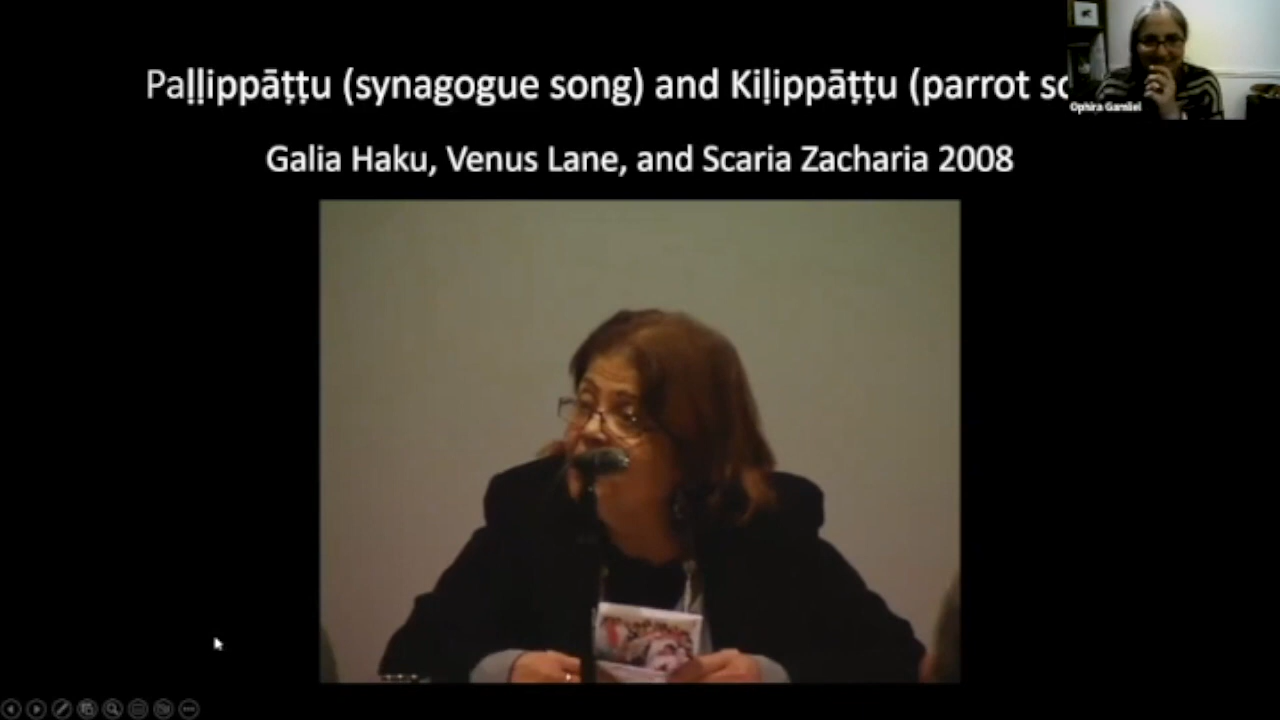 Paḷḷippāṭṭu (synagogue song) and Kiḷippāṭṭu (parrot so
Ophira Gamliel
Galia Haku, Venus Lane, and Scaria Zacharia 2008